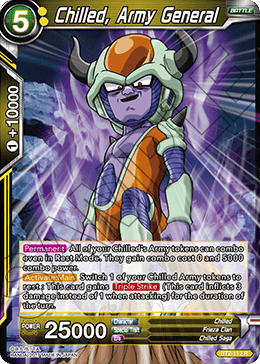 5
Chilled, Army General
BATTLE
1 +10000
Permanent All of your Chilled's Army tokens can combo
even in Rest Mode. They gain combo cost 0 and 5000
combo power.
Activate: Main Switch 1 of your Chilled's Army tokens to
rest: This card gains Triple Strike (This card inflicts
3 damage instead of 1 when attacking) for the duration of
the turn.
POWER
25000
Character
Chilled
Special Trait
Frieza Clan
Era
Chilled Saga
BT2-112 R